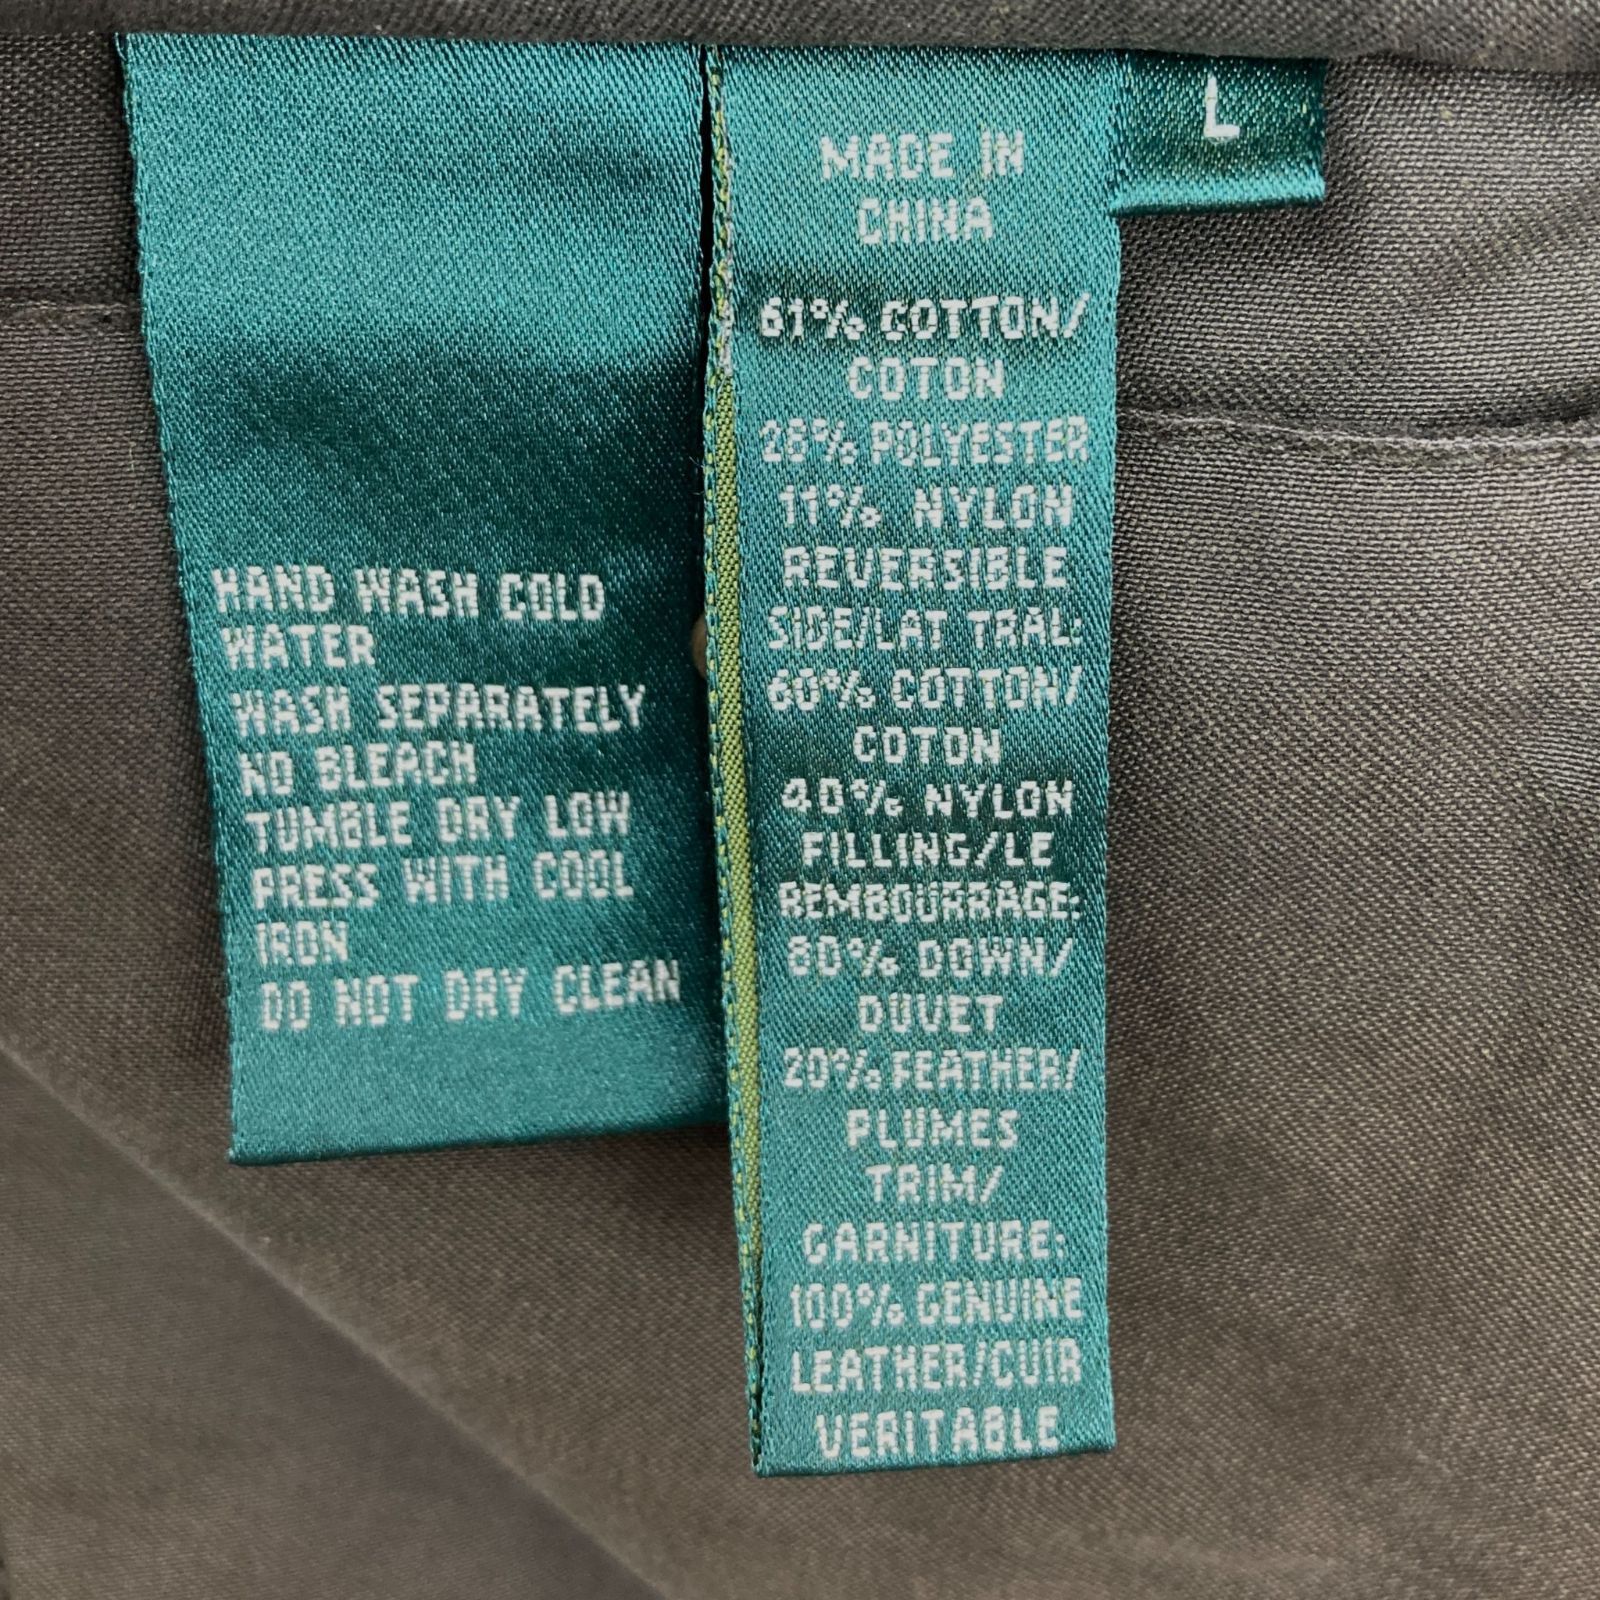 HAND WASH COLD
WATER
WASH SEPARATELY
NO BLEACH
TUMBLE DRY LOW
PRESS WITH COOL
IRON
DO NOT DRY CLEAN
MADE IN
CHINA
61% COTTON/
COTON
28% POLYESTER
11% NYLON
REVERSIBLE
SIDE/LAT TRAL:
60% COTTON/
COTON
40% NYLON
FILLING/LE
REMBOURRAGE:
80% DOWN/
DUVET
20% FEATHER/
PLUMES
TRIM/
GARNITURE:
100% GENUINE
LEATHER/CUIR
VERITABLE
L